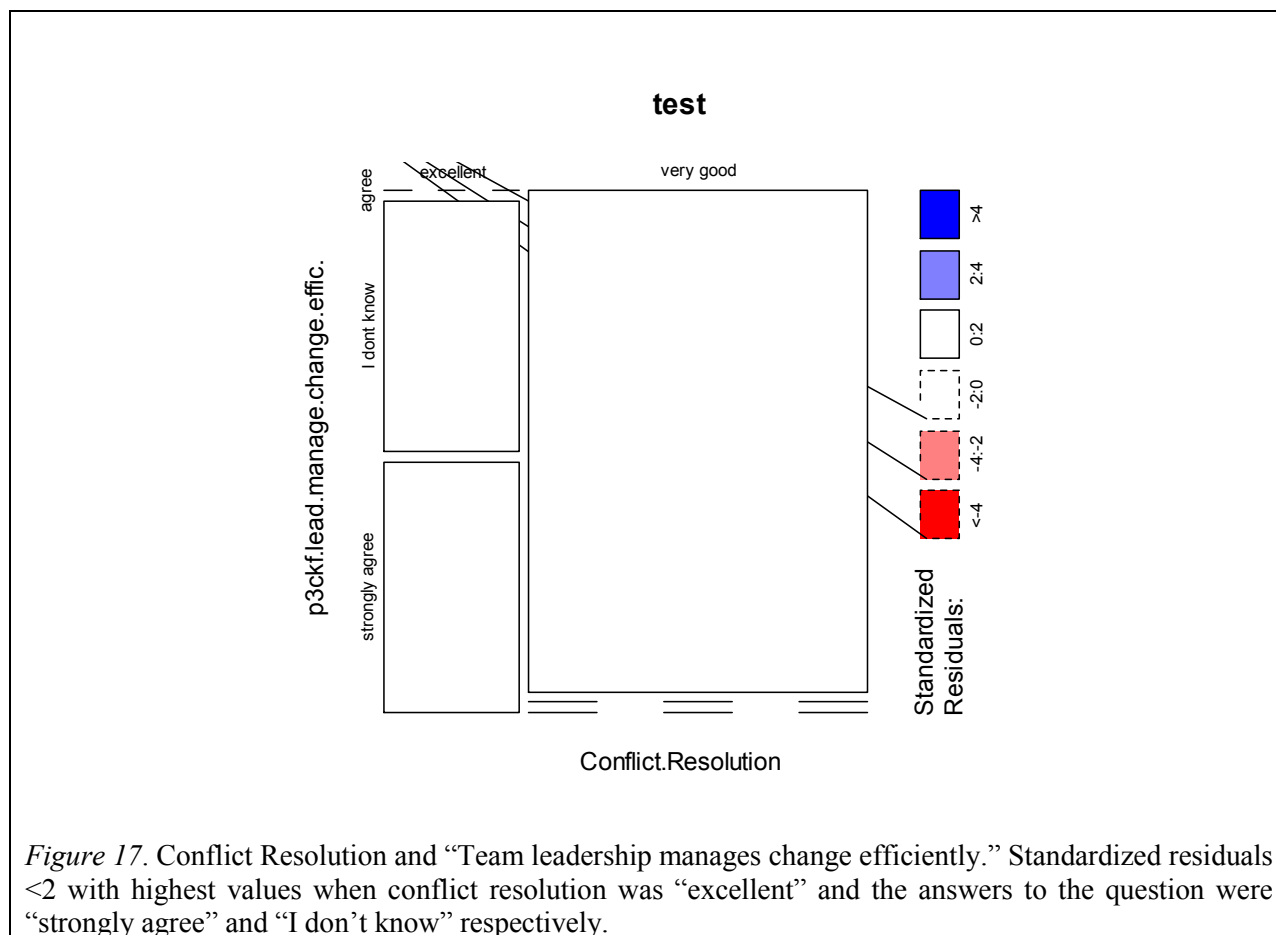 test
excellent
very good
agree
I dont know
strongly agree
p3ckf.lead.manage.change.effic.
Conflict.Resolution
>4
2:4
0:2
-2:0
-4:-2
<-4
Standardized
Residuals:
Figure 17. Conflict Resolution and “Team leadership manages change efficiently.” Standardized residuals
<2 with highest values when conflict resolution was “excellent” and the answers to the question were
“strongly agree” and “I don’t know” respectively.